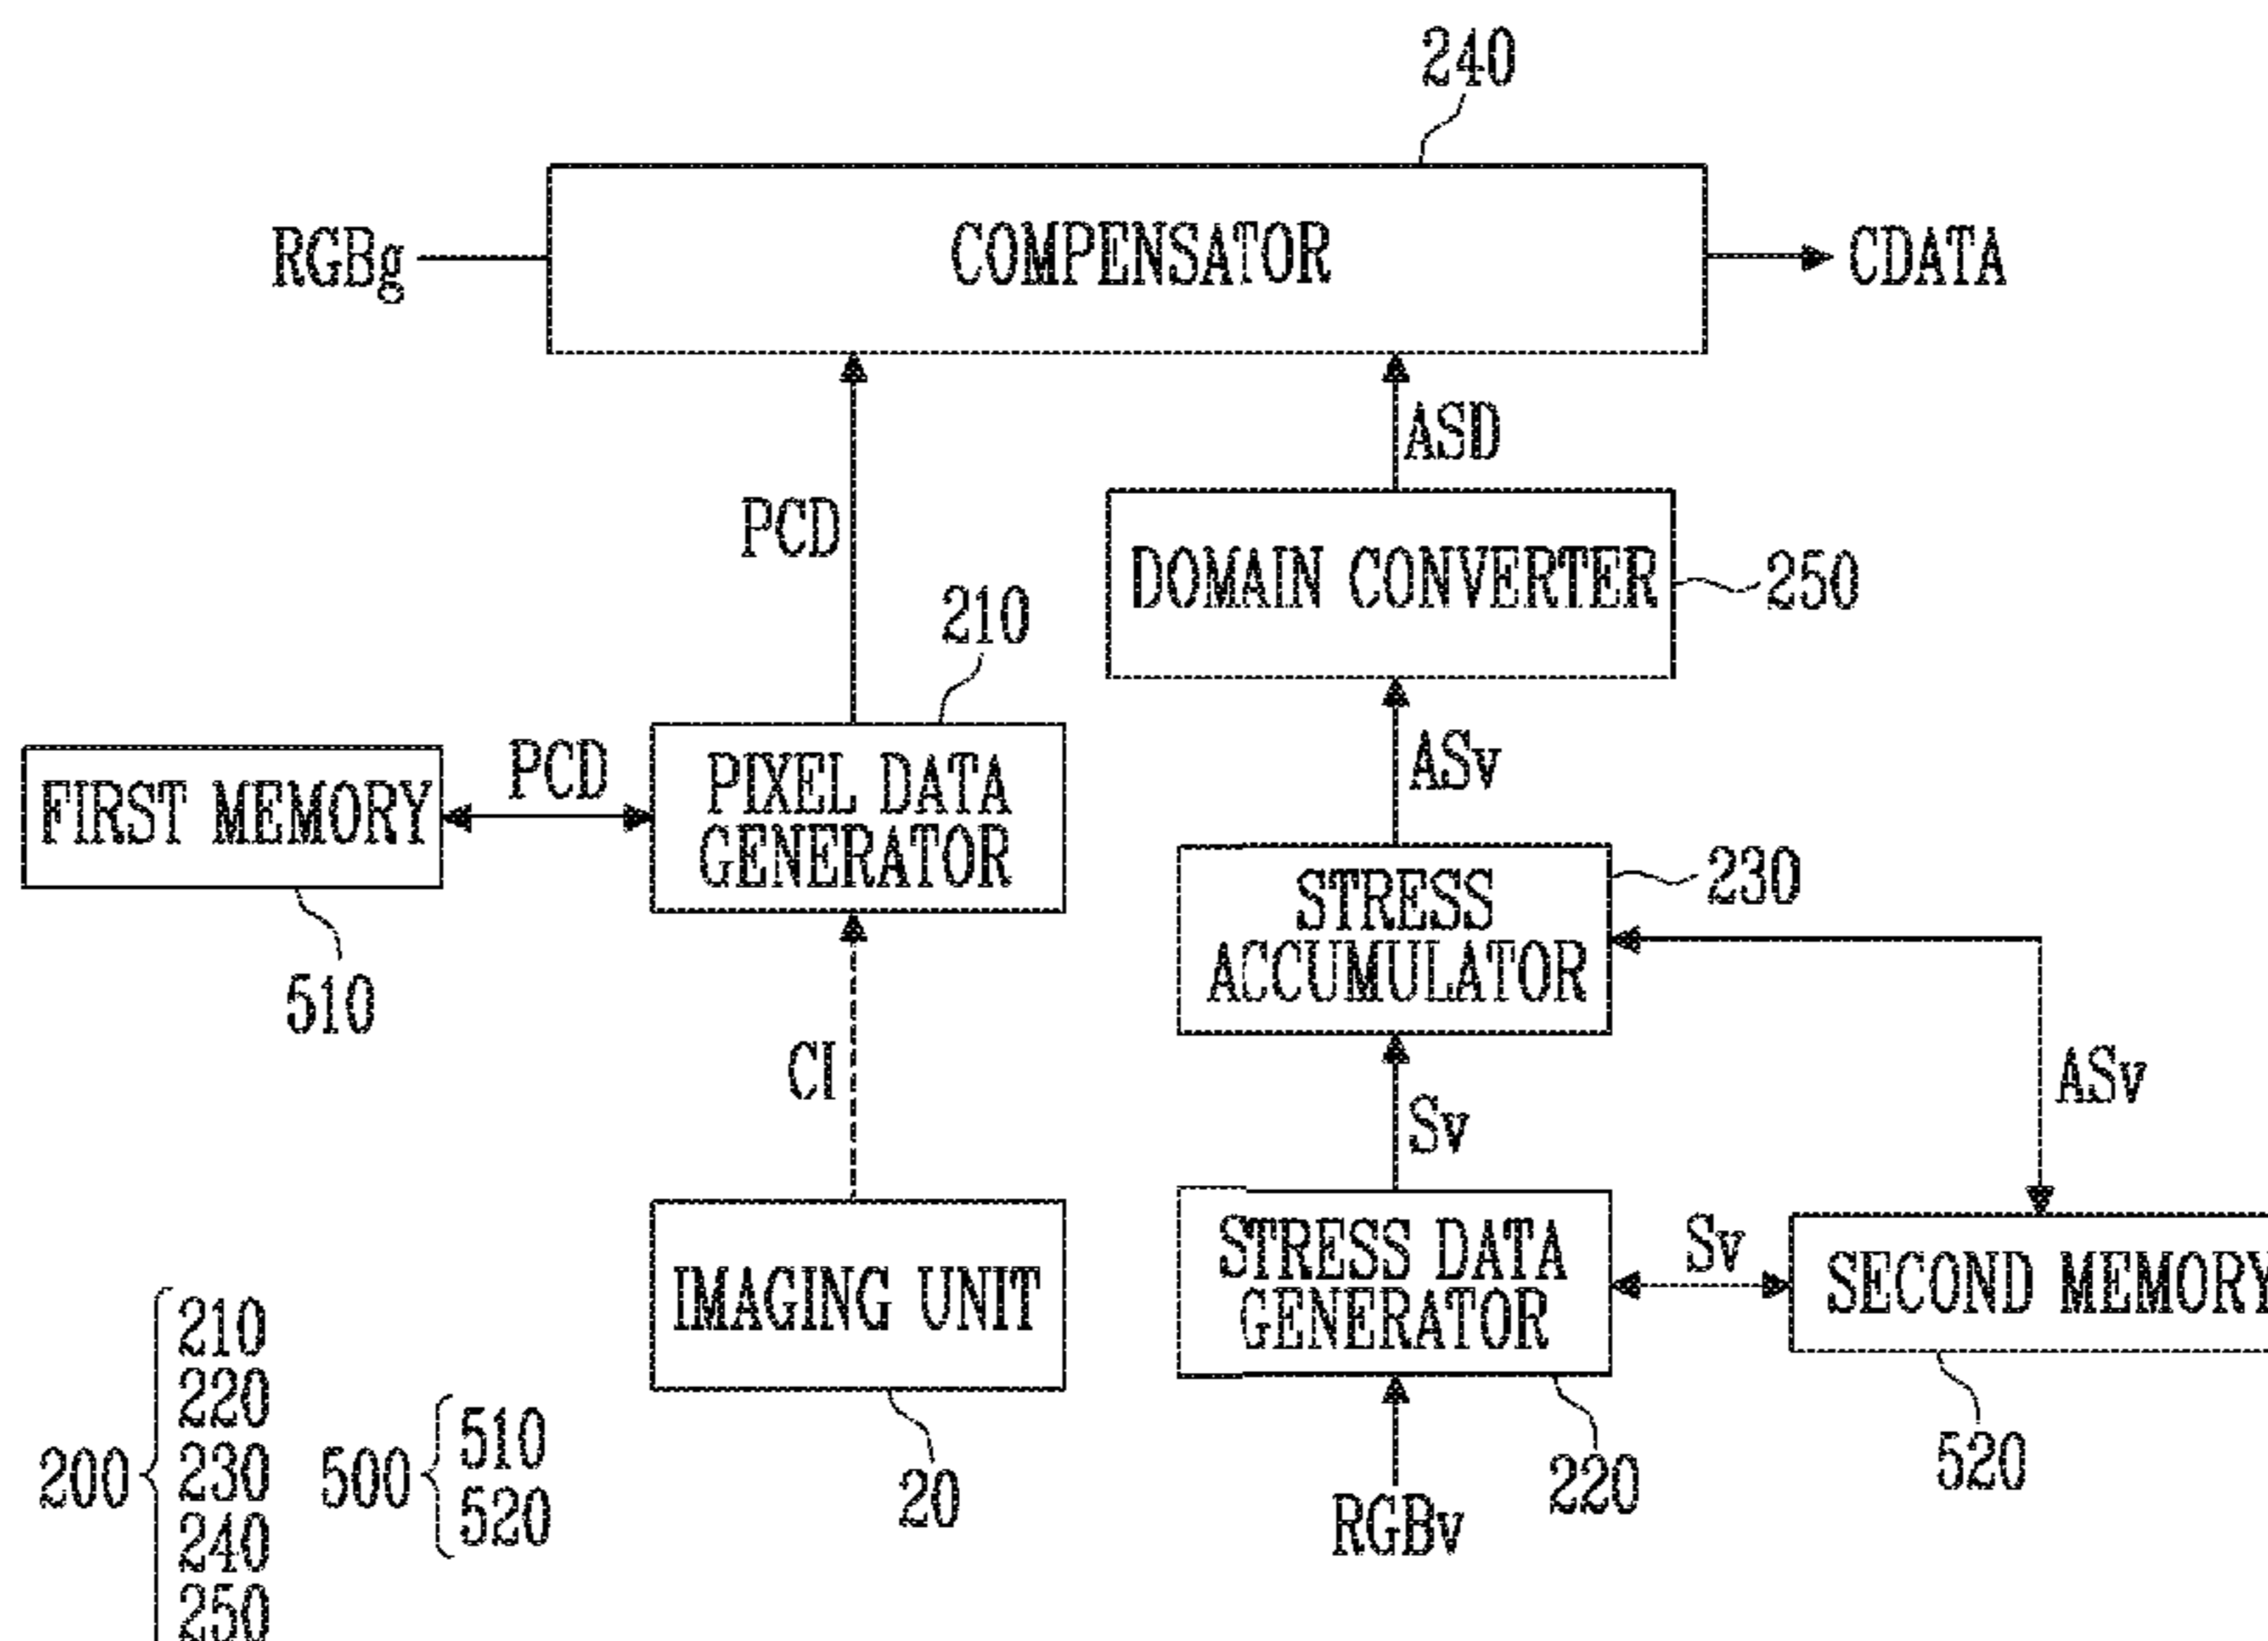 240
RGBg
COMPENSATOR
CDATA
ASD
PCD
DOMAIN CONVERTER
250
210
FIRST MEMORY
PCD
PIXEL DATA
GENERATOR
ASv
510
STRESS
ACCUMULATOR
230
CI
Sv
ASv
IMAGING UNIT
20
STRESS DATA
GENERATOR
Sv
SECOND MEMORY
220
520
RGBv
200
210
220
230
240
250
500
510
520